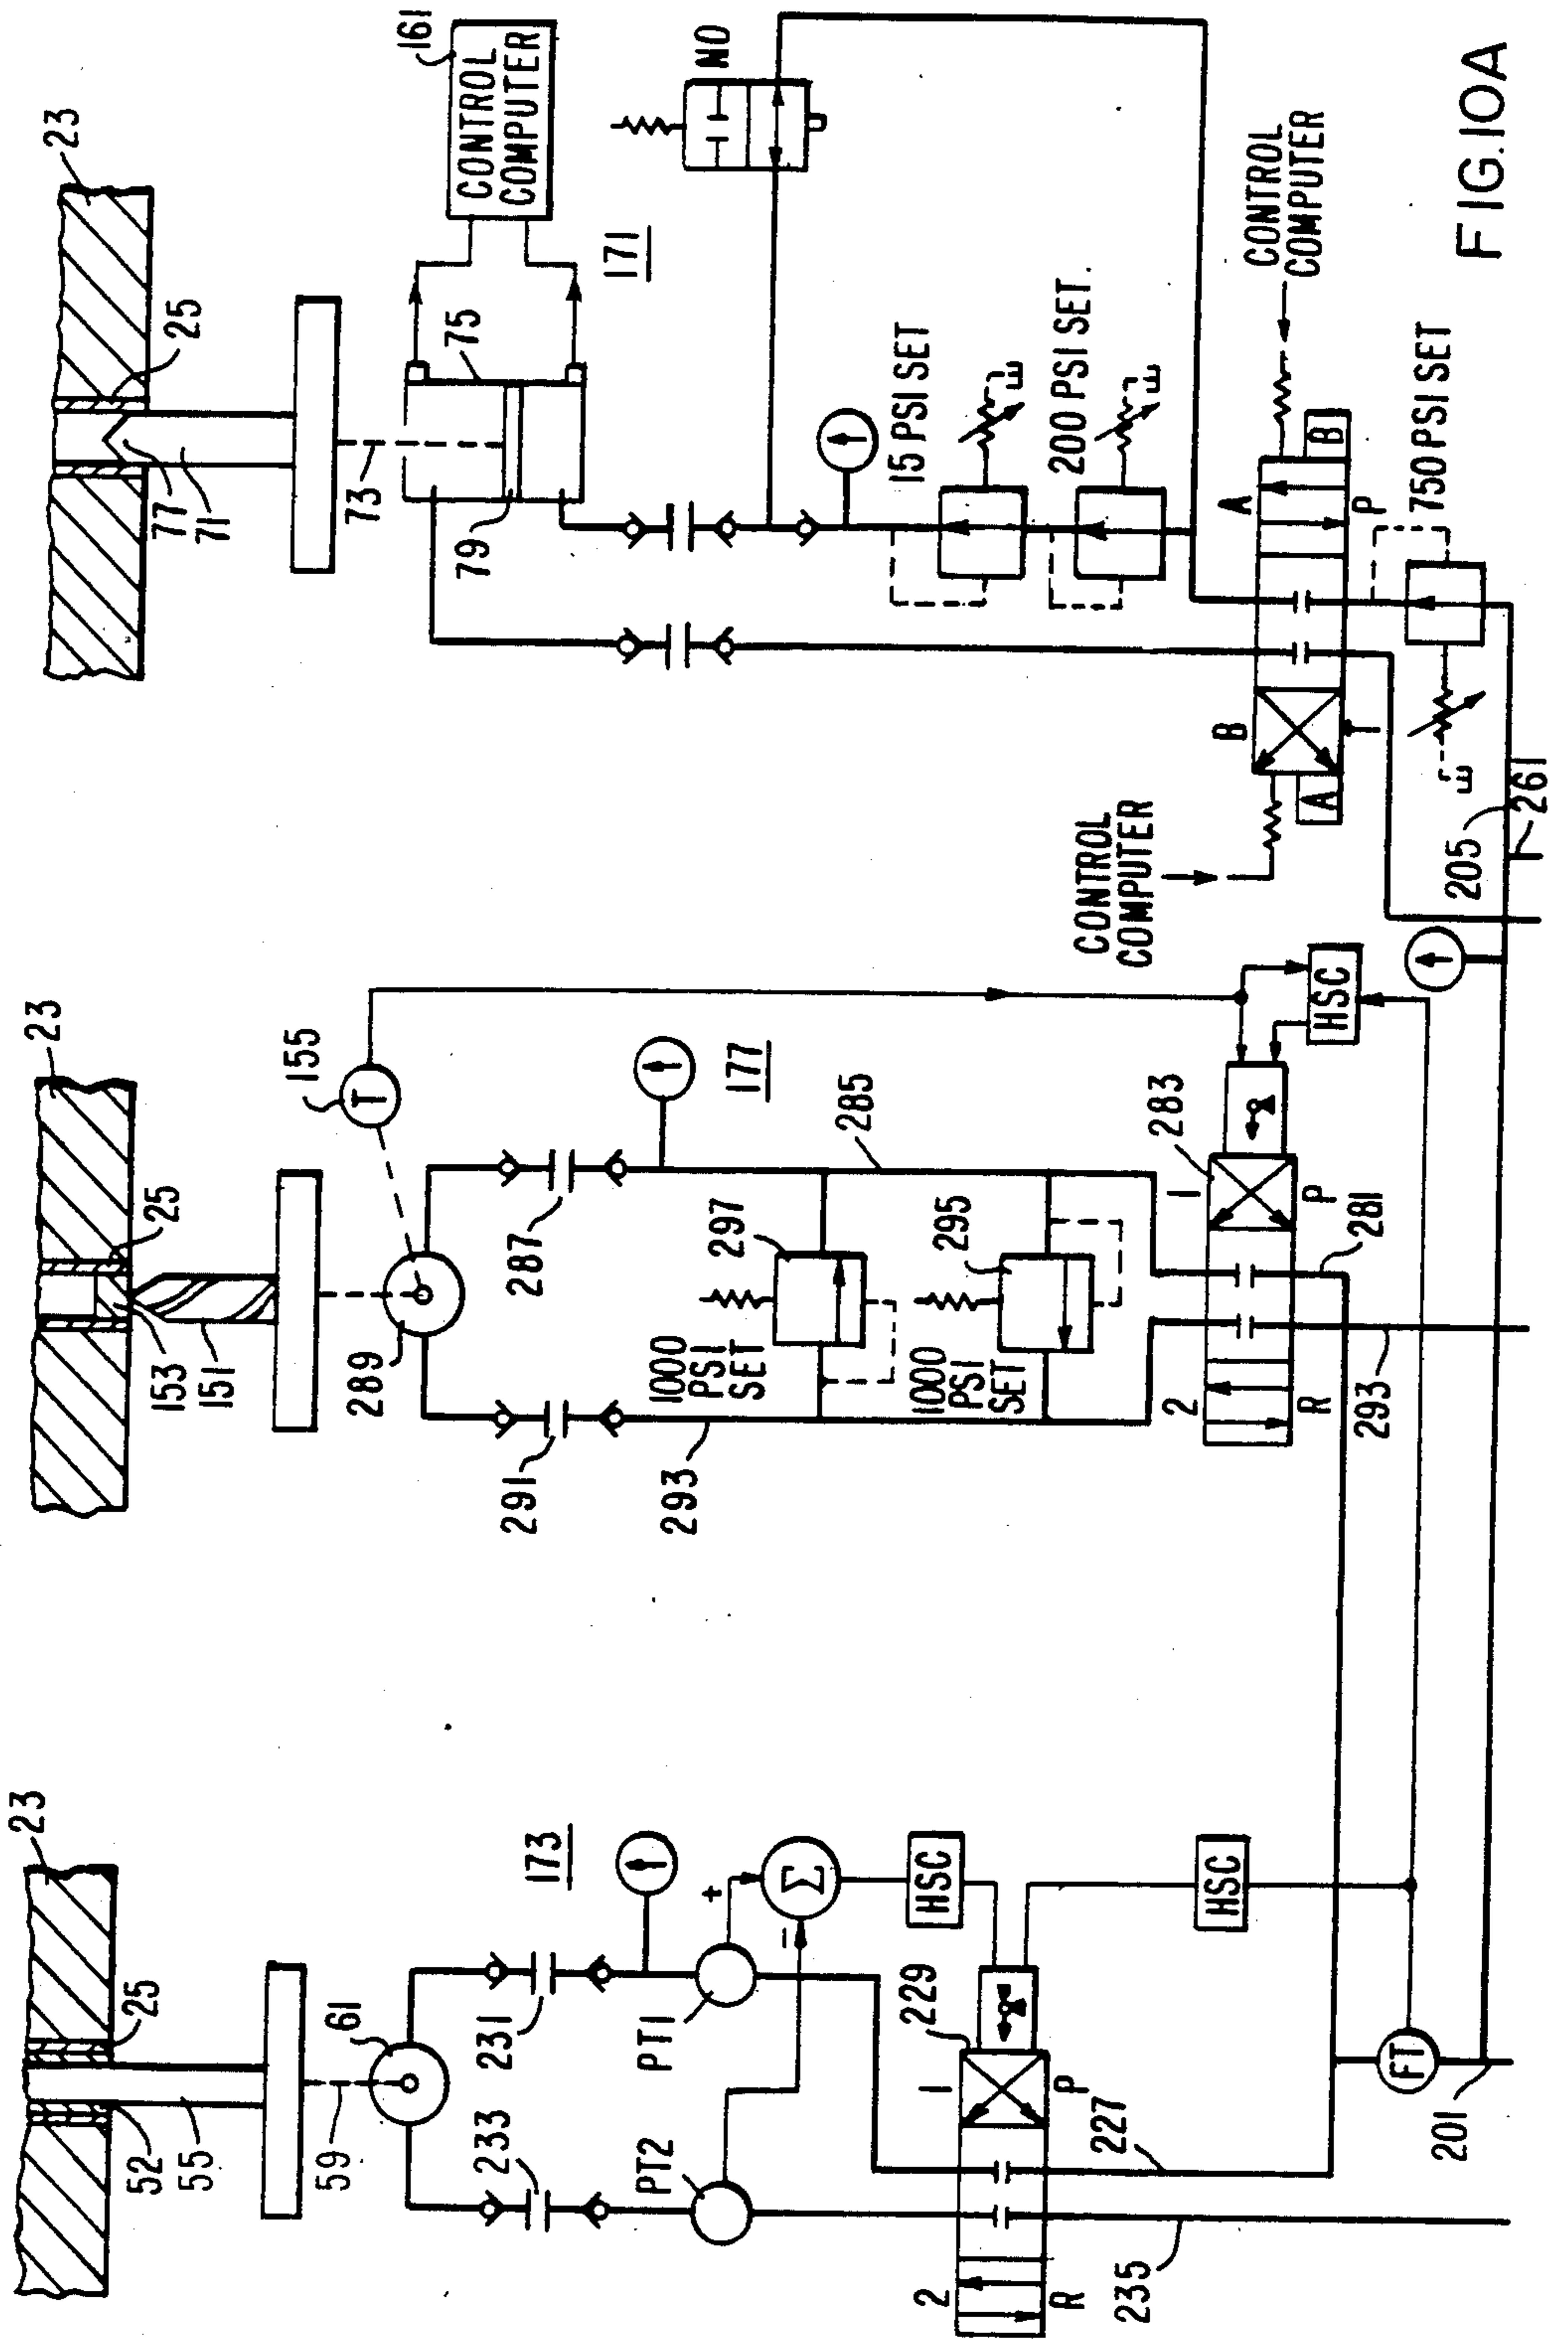 23
25
52
55
59
61
233
231
173
PT2
PT1
+
−
Σ
HSC
HSC
229
1
P
2
R
227
235
FT
201
23
25
153
151
155
T
289
291
287
177
293
285
1000
PSI
SET
297
1000
PSI
SET
295
283
1
P
2
R
281
293
HSC
23
25
77
71
73
75
79
161
CONTROL
COMPUTER
171
NO
15 PSI SET
E
200 PSI SET.
E
CONTROL
COMPUTER
CONTROL
COMPUTER
A
B
P
B
A
750 PSI SET
E
205
261
FIG.10A